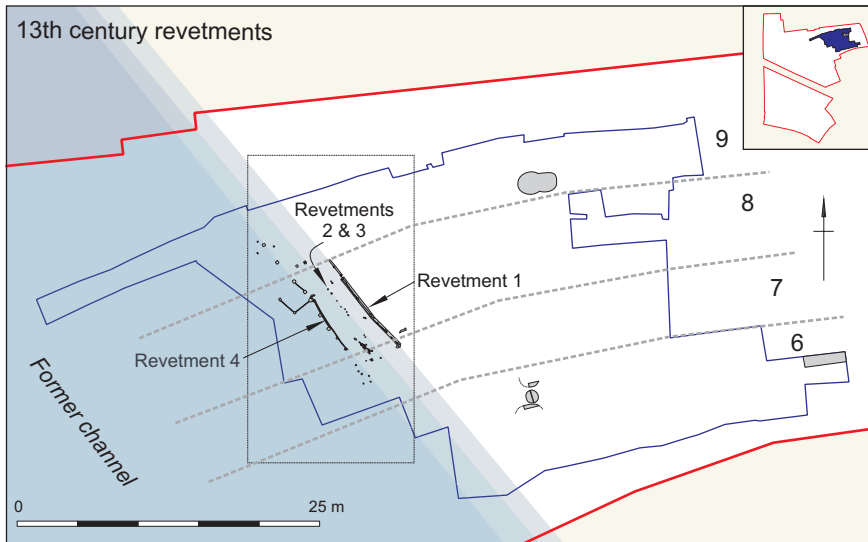 13th century revetments
9
8
Revetments
2 & 3
Revetment 1
7
6
Revetment 4
Former channel
0
25 m